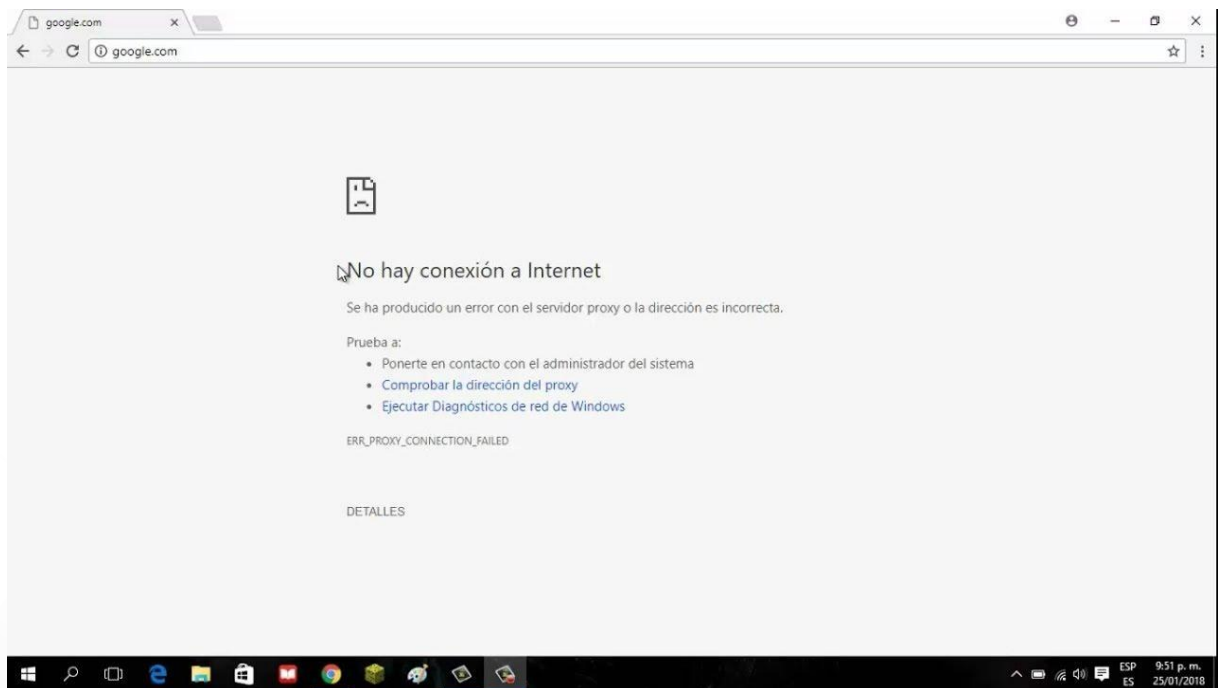 google.com
google.com
No hay conexión a Internet
Se ha producido un error con el servidor proxy o la dirección es incorrecta.
Prueba a:
• Ponerte en contacto con el administrador del sistema
• Comprobar la dirección del proxy
• Ejecutar Diagnósticos de red de Windows
ERR_PROXY_CONNECTION_FAILED
DETALLES
ESP 9:51 p. m.
ES 25/01/2018